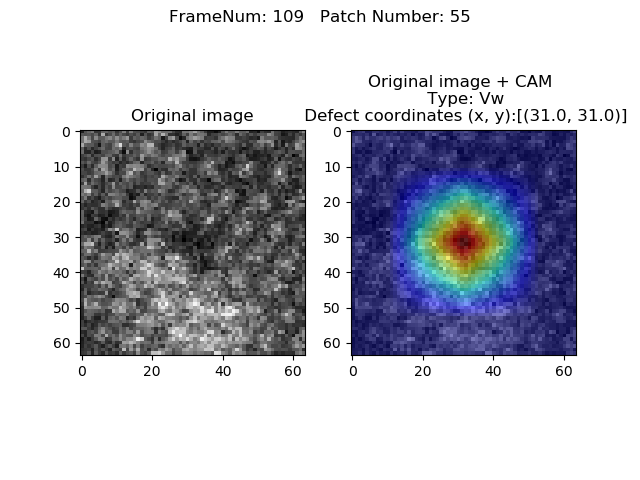 FrameNum: 109   Patch Number: 55
Original image
0
10
20
30
40
50
60
0 20 40 60
Original image + CAM
Type: Vw
Defect coordinates (x, y):[(31.0, 31.0)]
0
10
20
30
40
50
60
0 20 40 60